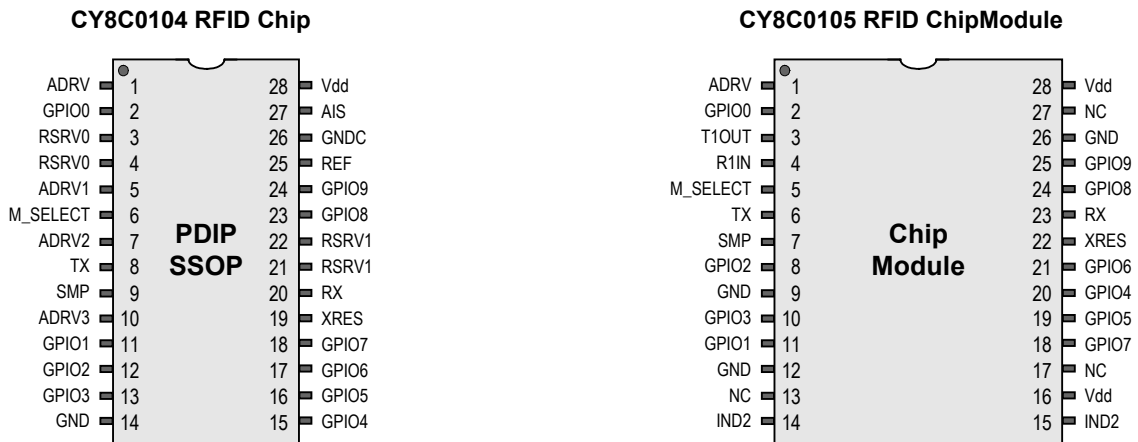 CY8C0104 RFID Chip
ADRV 1 28 Vdd
GPIO0 2 27 AIS
RSRV0 3 26 GNDC
RSRV0 4 25 REF
ADRV1 5 24 GPIO9
M_SELECT 6 23 GPIO8
ADRV2 7 22 RSRV1
TX 8 21 RSRV1
SMP 9 20 RX
ADRV3 10 19 XRES
GPIO1 11 18 GPIO7
GPIO2 12 17 GPIO6
GPIO3 13 16 GPIO5
GND 14 15 GPIO4
PDIP
SSOP
CY8C0105 RFID ChipModule
ADRV 1 28 Vdd
GPIO0 2 27 NC
T1OUT 3 26 GND
R1IN 4 25 GPIO9
M_SELECT 5 24 GPIO8
TX 6 23 RX
SMP 7 22 XRES
GPIO2 8 21 GPIO6
GND 9 20 GPIO4
GPIO3 10 19 GPIO5
GPIO1 11 18 GPIO7
GND 12 17 NC
NC 13 16 Vdd
IND2 14 15 IND2
Chip
Module